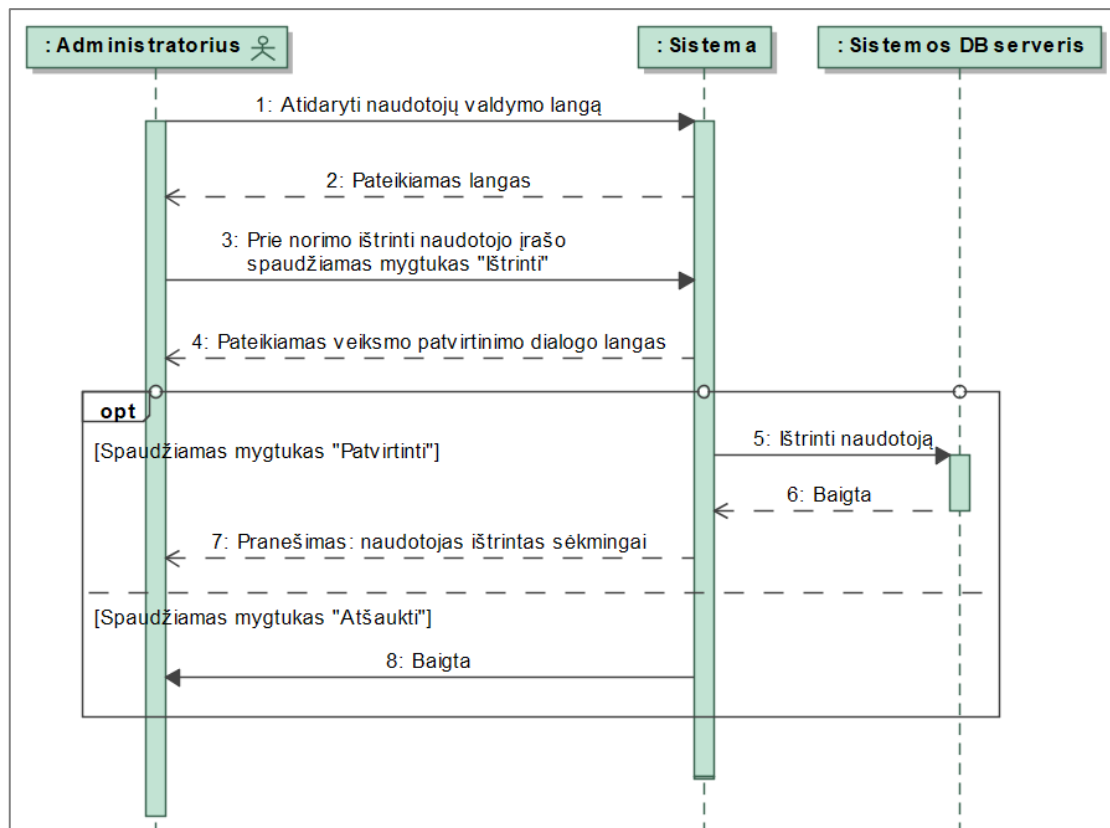 : Administratorius
: Sistema
: Sistemos DB serveris
1: Atidaryti naudotojų valdymo langą
2: Pateikiamas langas
3: Prie norimo ištrinti naudotojo įrašo
spaudžiamas mygtukas "Ištrinti"
4: Pateikiamas veiksmo patvirtinimo dialogo langas
opt
[Spaudžiamas mygtukas "Patvirtinti"]
5: Ištrinti naudotoją
6: Baigta
7: Pranešimas: naudotojas ištrintas sėkmingai
[Spaudžiamas mygtukas "Atšaukti"]
8: Baigta